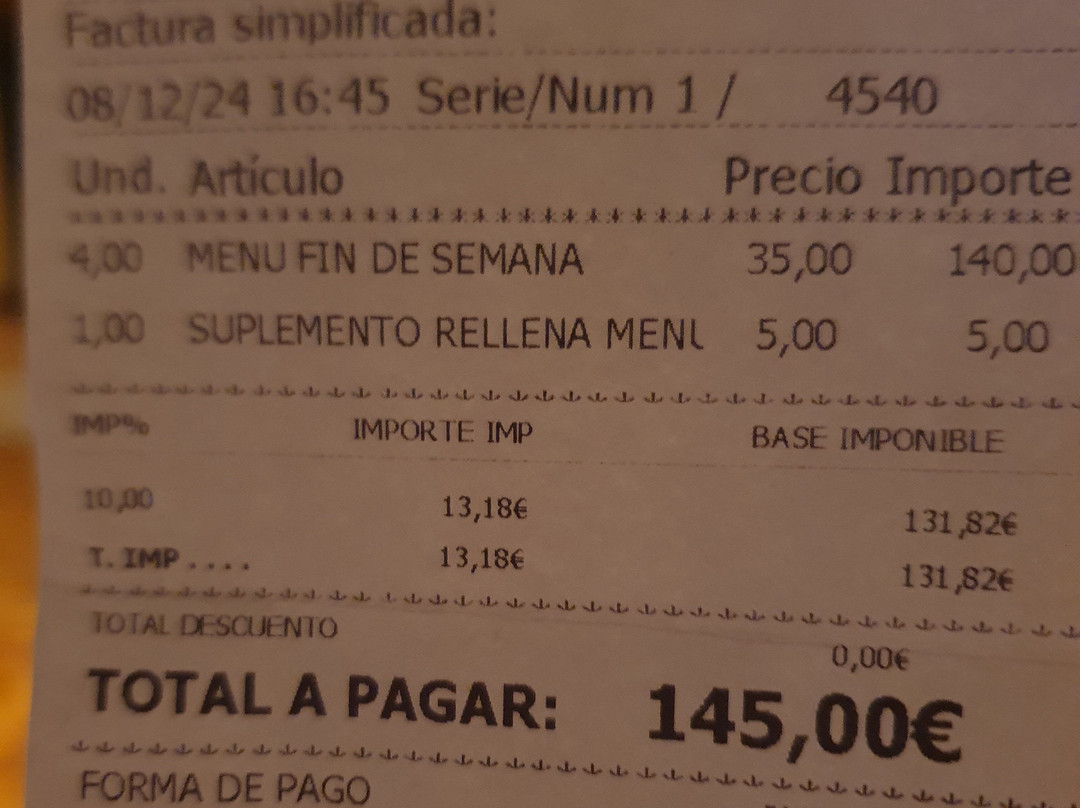 Factura simplificada:
08/12/24 16:45 Serie/Num 1 / 4540
Und. Artículo Precio Importe
4,00 MENU FIN DE SEMANA 35,00 140,00
1,00 SUPLEMENTO RELLENA MENU 5,00 5,00
IMP% IMPORTE IMP BASE IMPONIBLE
10,00 13,18€ 131,82€
T. IMP .... 13,18€ 131,82€
TOTAL DESCUENTO 0,00€
TOTAL A PAGAR: 145,00€
FORMA DE PAGO